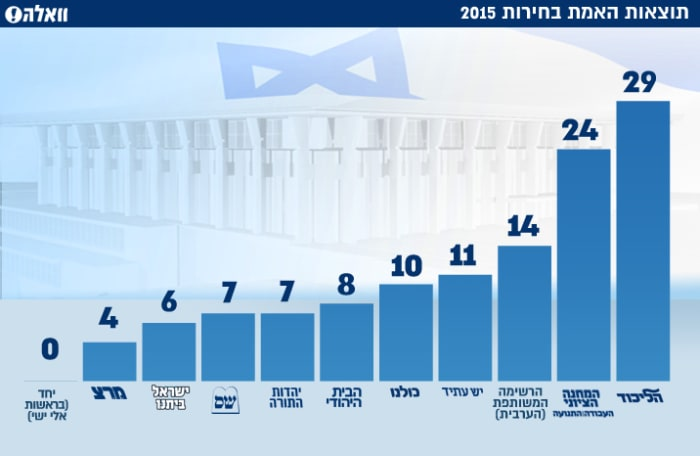 תוצאות האמת בחירות 2015
וואלה!
29
24
14
11
10
8
7
7
6
4
0
הליכוד
המחנה
הציוני
העבודה|התנועה
הרשימה
המשותפת
(הערבית)
יש עתיד
כולנו
הבית
היהודי
יהדות
התורה
שס
ישראל
ביתנו
מרצ
יחד
(בראשות
אלי ישי)